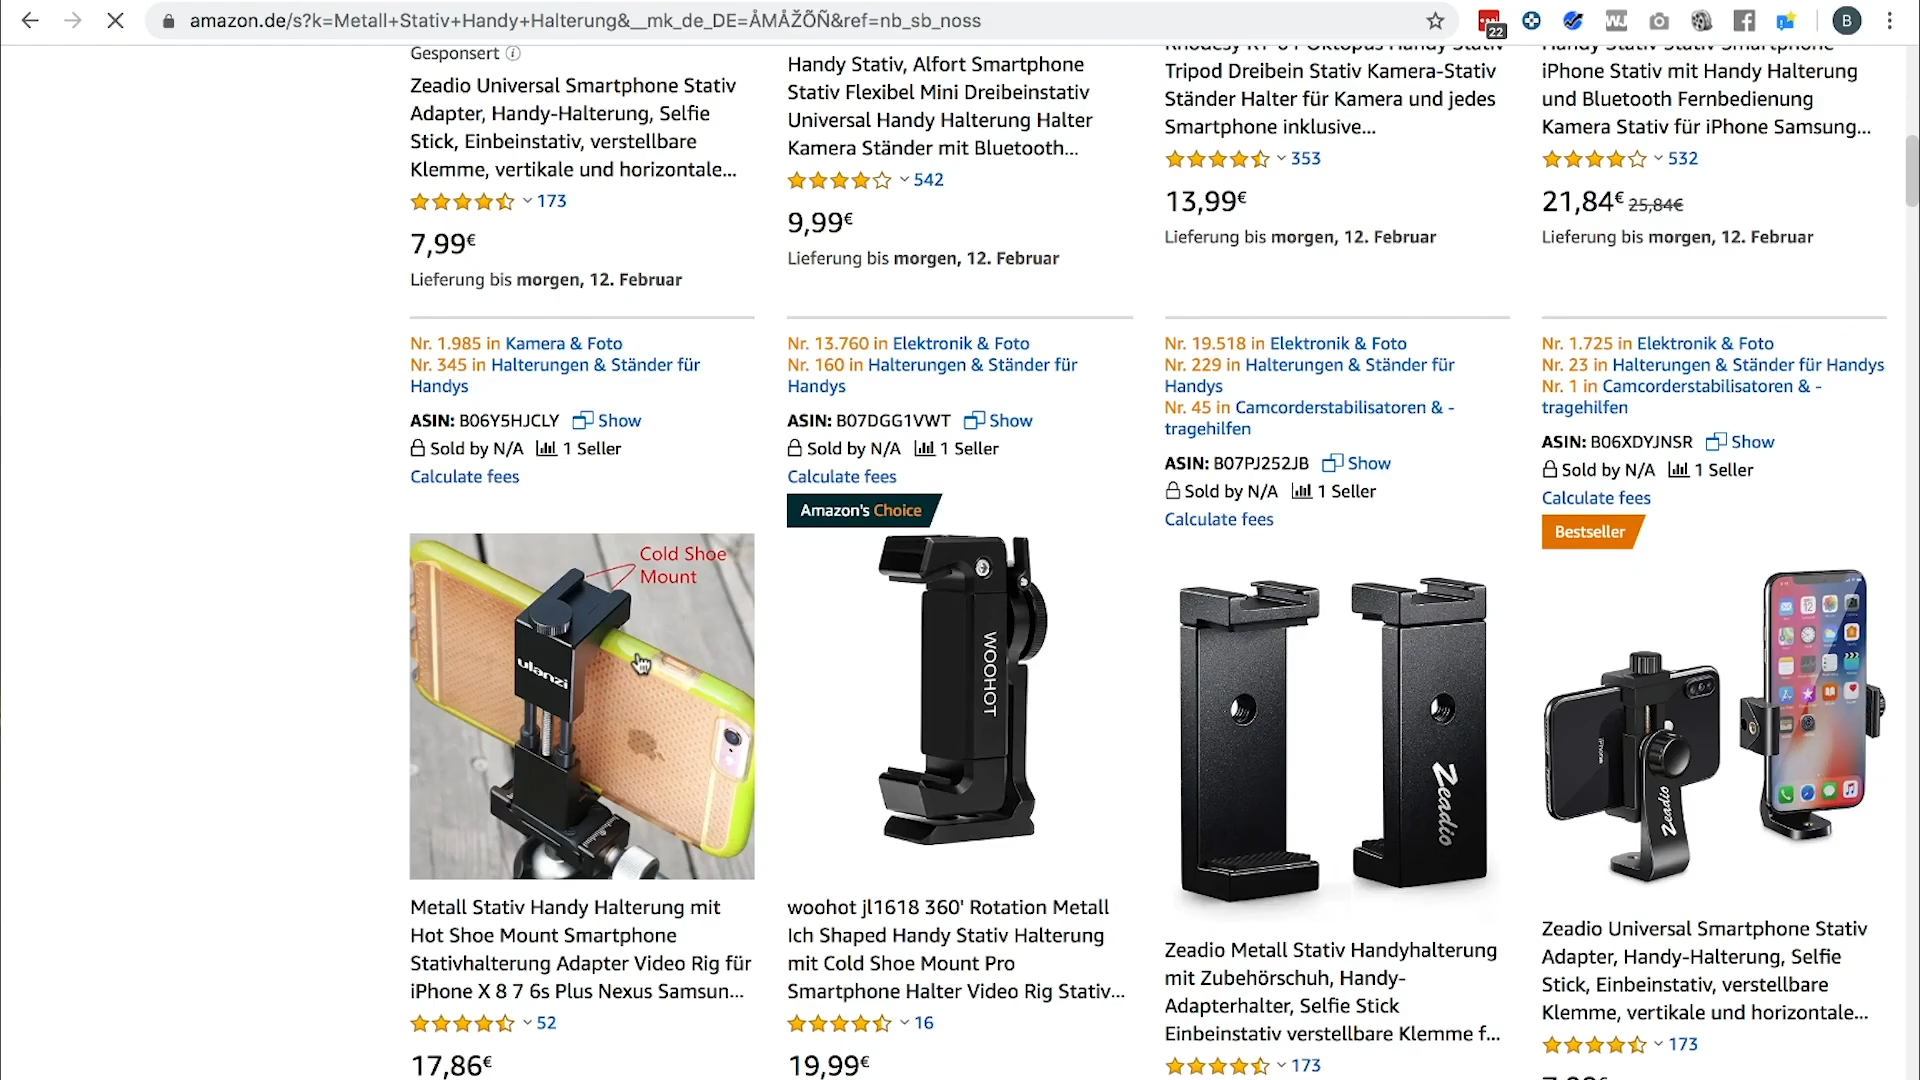 amazon.de/s?k=Metall+Stativ+Handy+Halterung&__mk_de_DE=ÅMÅŽÕÑ&ref=nb_sb_noss
22
B
Gesponsert
Zeadio Universal Smartphone Stativ
Adapter, Handy-Halterung, Selfie
Stick, Einbeinstativ, verstellbare
Klemme, vertikale und horizontale...
173
7,99€
Lieferung bis morgen, 12. Februar
Handy Stativ, Alfort Smartphone
Stativ Flexibel Mini Dreibeinstativ
Universal Handy Halterung Halter
Kamera Ständer mit Bluetooth...
542
9,99€
Lieferung bis morgen, 12. Februar
Tripod Dreibein Stativ Kamera-Stativ
Ständer Halter für Kamera und jedes
Smartphone inklusive...
353
13,99€
Lieferung bis morgen, 12. Februar
Handy Stativ Smartphone
iPhone Stativ mit Handy Halterung
und Bluetooth Fernbedienung
Kamera Stativ für iPhone Samsung...
532
21,84€ 25,84€
Lieferung bis morgen, 12. Februar
Nr. 1.985 in Kamera & Foto
Nr. 345 in Halterungen & Ständer für
Handys
ASIN: B06Y5HJCLY Show
Sold by N/A 1 Seller
Calculate fees
Nr. 13.760 in Elektronik & Foto
Nr. 160 in Halterungen & Ständer für
Handys
ASIN: B07DGG1VWT Show
Sold by N/A 1 Seller
Calculate fees
Nr. 19.518 in Elektronik & Foto
Nr. 229 in Halterungen & Ständer für
Handys
Nr. 45 in Camcorderstabilisatoren & -
tragehilfen
ASIN: B07PJ252JB Show
Sold by N/A 1 Seller
Calculate fees
Nr. 1.725 in Elektronik & Foto
Nr. 23 in Halterungen & Ständer für Handys
Nr. 1 in Camcorderstabilisatoren & -
tragehilfen
ASIN: B06XDYJNSR Show
Sold by N/A 1 Seller
Calculate fees
Cold Shoe
Mount
ulanzi
Metall Stativ Handy Halterung mit
Hot Shoe Mount Smartphone
Stativhalterung Adapter Video Rig für
iPhone X 8 7 6s Plus Nexus Samsun...
52
17,86€
Amazon's Choice
WOOHOT
woohot jl1618 360' Rotation Metall
Ich Shaped Handy Stativ Halterung
mit Cold Shoe Mount Pro
Smartphone Halter Video Rig Stativ...
16
19,99€
Zeadio
Zeadio Metall Stativ Handyhalterung
mit Zubehörschuh, Handy-
Adapterhalter, Selfie Stick
Einbeinstativ verstellbare Klemme f...
173
Bestseller
iPhone
Zeadio
Zeadio Universal Smartphone Stativ
Adapter, Handy-Halterung, Selfie
Stick, Einbeinstativ, verstellbare
Klemme, vertikale und horizontale...
173